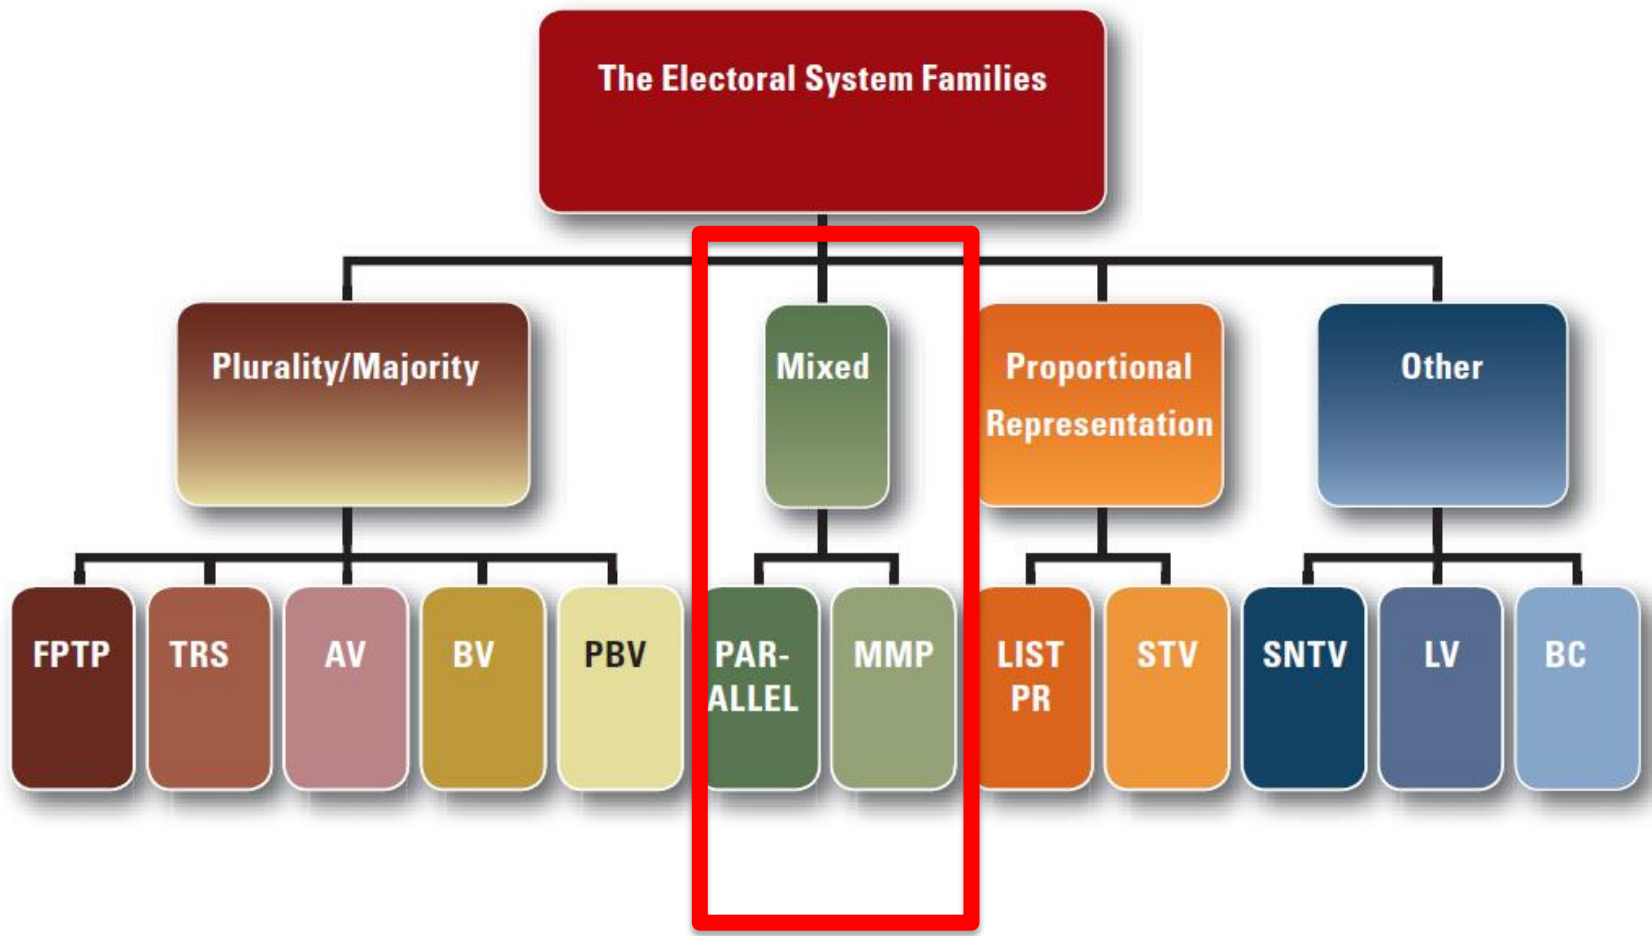 The Electoral System Families
Plurality/Majority
Mixed
Proportional
Representation
Other
FPTP
TRS
AV
BV
PBV
PAR-
ALLEL
MMP
LIST
PR
STV
SNTV
LV
BC